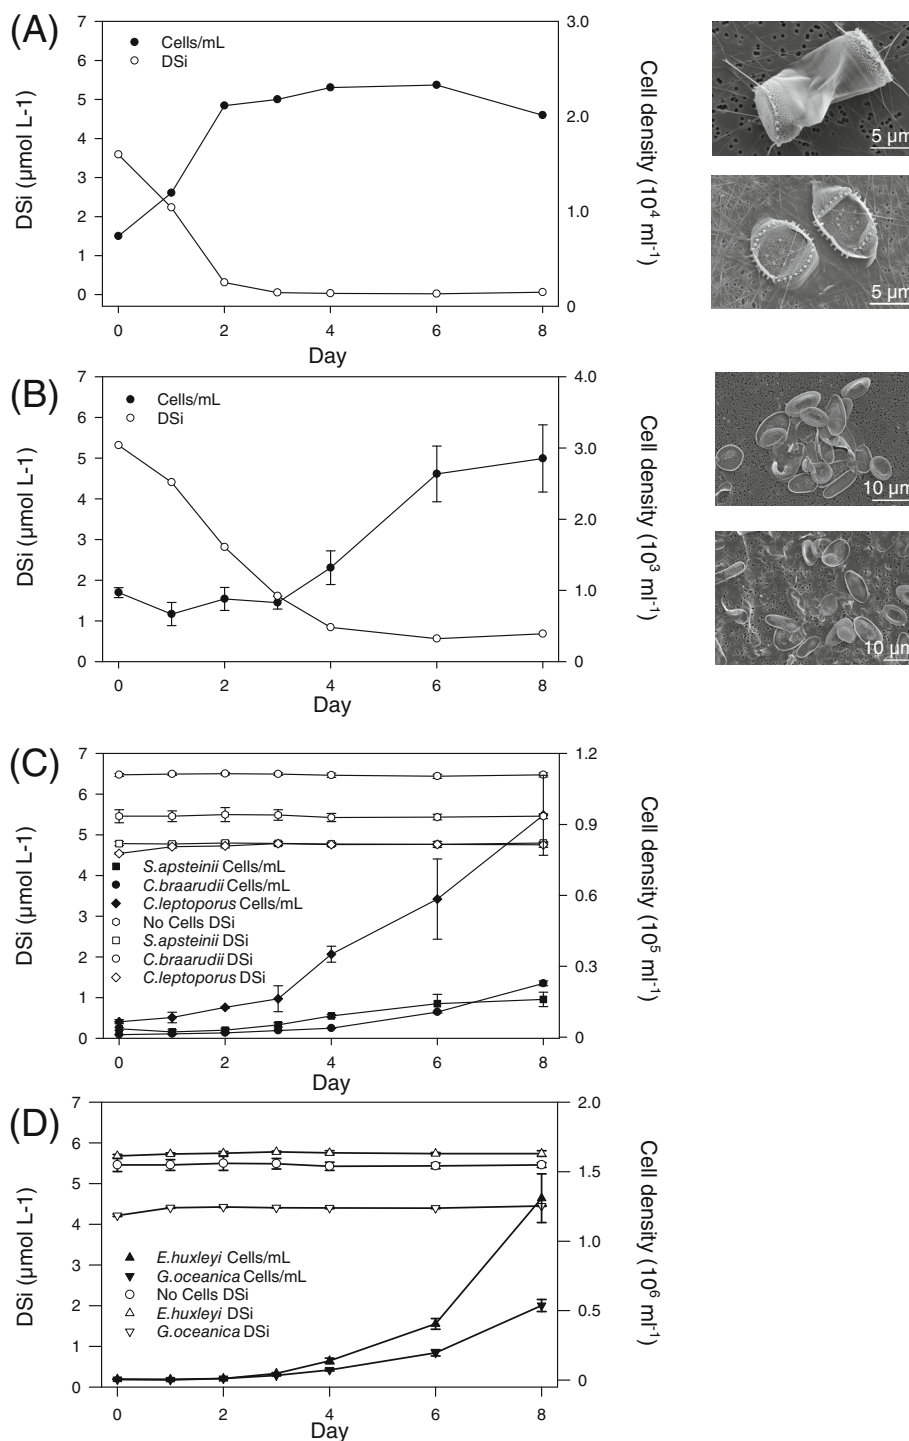 (A)
7
6
5
4
3
2
1
0
DSi (µmol L-1)
Cells/mL
DSi
3.0
2.0
1.0
0
Cell density (10⁴ ml⁻¹)
0 2 4 6 8
Day
5 µm
5 µm
(B)
7
6
5
4
3
2
1
0
DSi (µmol L-1)
Cells/mL
DSi
4.0
3.0
2.0
1.0
0
Cell density (10³ ml⁻¹)
0 2 4 6 8
Day
10 µm
10 µm
(C)
7
6
5
4
3
2
1
0
DSi (µmol L-1)
S.apsteinii Cells/mL
C.braarudii Cells/mL
C.leptoporus Cells/mL
No Cells DSi
S.apsteinii DSi
C.braarudii DSi
C.leptoporus DSi
1.2
0.9
0.6
0.3
0
Cell density (10⁵ ml⁻¹)
0 2 4 6 8
Day
(D)
7
6
5
4
3
2
1
0
DSi (µmol L-1)
E.huxleyi Cells/mL
G.oceanica Cells/mL
No Cells DSi
E.huxleyi DSi
G.oceanica DSi
2.0
1.5
1.0
0.5
0
Cell density (10⁶ ml⁻¹)
0 2 4 6 8
Day